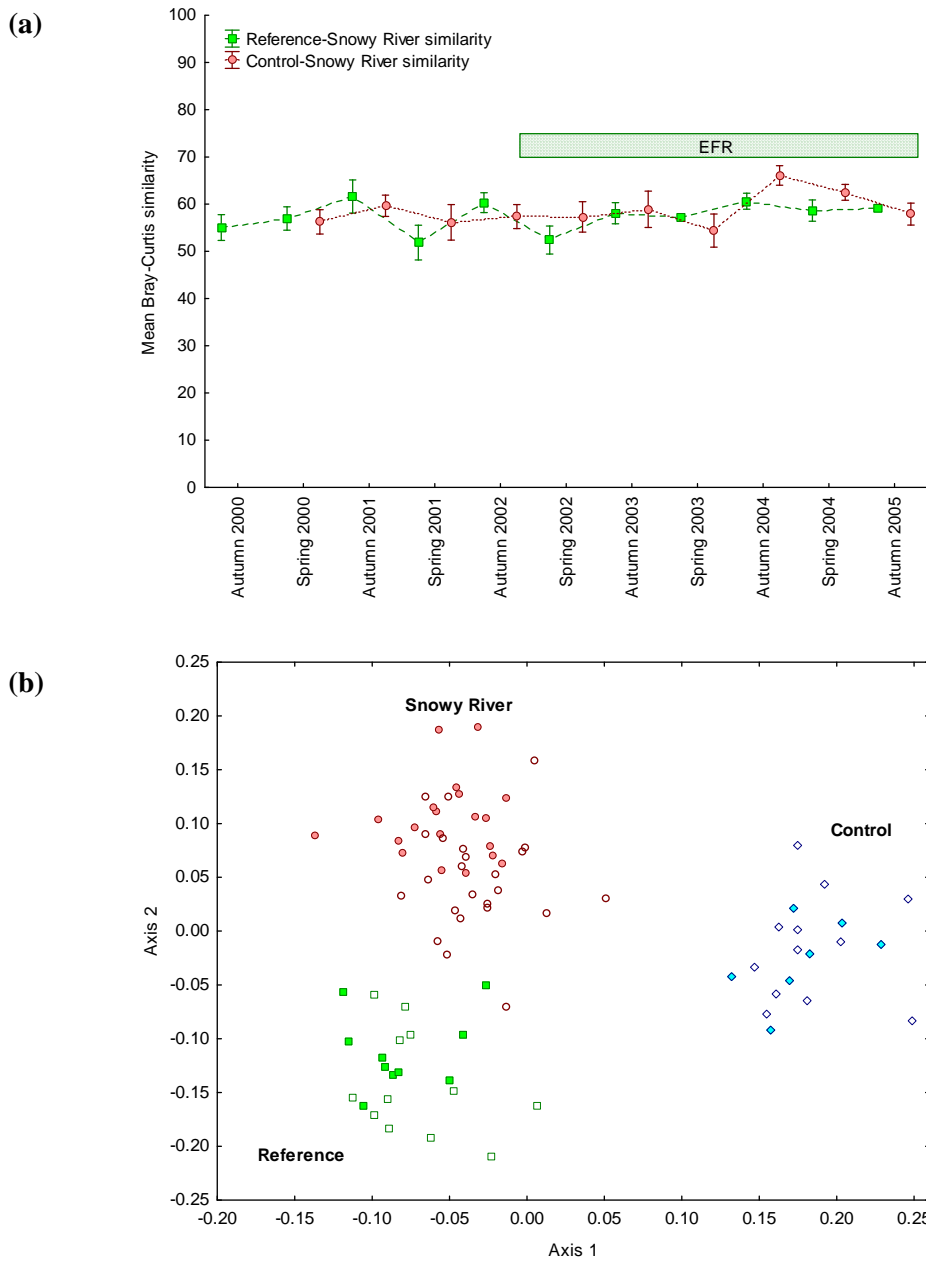 (a)
Mean Bray-Curtis similarity
100
90
80
70
60
50
40
30
20
10
0
Reference-Snowy River similarity
Control-Snowy River similarity
EFR
Autumn 2000
Spring 2000
Autumn 2001
Spring 2001
Autumn 2002
Spring 2002
Autumn 2003
Spring 2003
Autumn 2004
Spring 2004
Autumn 2005
(b)
Axis 2
0.25
0.20
0.15
0.10
0.05
0.00
-0.05
-0.10
-0.15
-0.20
-0.25
Snowy River
Control
Reference
-0.20 -0.15 -0.10 -0.05 0.00 0.05 0.10 0.15 0.20 0.25
Axis 1